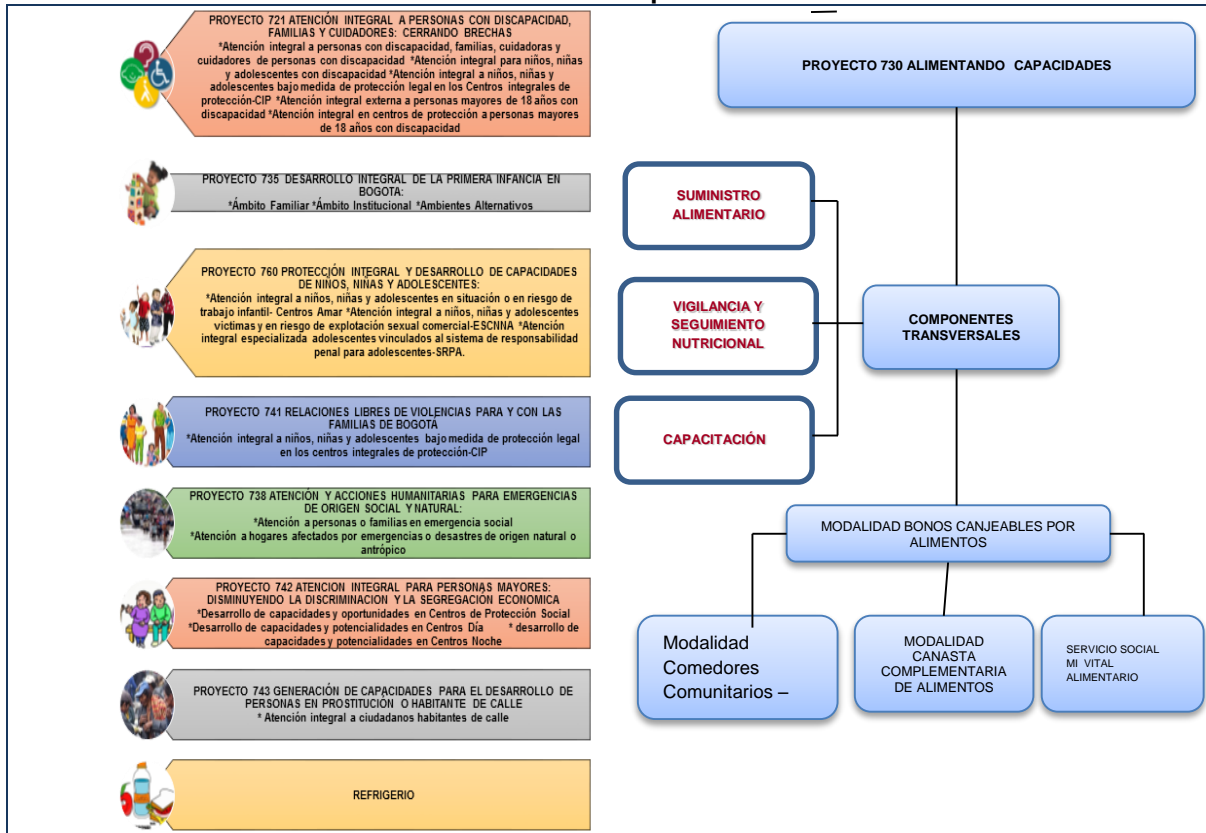 PROYECTO 721 ATENCIÓN INTEGRAL A PERSONAS CON DISCAPACIDAD,
FAMILIAS Y CUIDADORES: CERRANDO BRECHAS
*Atención integral a personas con discapacidad, familias, cuidadoras y
cuidadores de personas con discapacidad *Atención integral para niños, niñas
y adolescentes con discapacidad *Atención integral a niños, niñas y
adolescentes bajo medida de protección legal en los Centros integrales de
protección-CIP *Atención integral externa a personas mayores de 18 años con
discapacidad *Atención integral en centros de protección a personas mayores
de 18 años con discapacidad
PROYECTO 735 DESARROLLO INTEGRAL DE LA PRIMERA INFANCIA EN
BOGOTA:
*Ámbito Familiar *Ámbito Institucional *Ambientes Alternativos
PROYECTO 760 PROTECCIÓN INTEGRAL Y DESARROLLO DE CAPACIDADES
DE NIÑOS, NIÑAS Y ADOLESCENTES:
*Atención integral a niños, niñas y adolescentes en situación o en riesgo de
trabajo infantil- Centros Amar *Atención integral a niños, niñas y adolescentes
victimas y en riesgo de explotación sexual comercial-ESCNNA *Atención
integral especializada adolescentes vinculados al sistema de responsabilidad
penal para adolescentes-SRPA.
PROYECTO 741 RELACIONES LIBRES DE VIOLENCIAS PARA Y CON LAS
FAMILIAS DE BOGOTÁ
*Atención integral a niños, niñas y adolescentes bajo medida de protección legal
en los centros integrales de protección-CIP
PROYECTO 738 ATENCIÓN Y ACCIONES HUMANITARIAS PARA EMERGENCIAS
DE ORIGEN SOCIAL Y NATURAL:
*Atención a personas o familias en emergencia social
*Atención a hogares afectados por emergencias o desastres de origen natural o
antrópico
PROYECTO 742 ATENCION INTEGRAL PARA PERSONAS MAYORES:
DISMINUYENDO LA DISCRIMINACION Y LA SEGREGACIÓN ECONOMICA
*Desarrollo de capacidades y oportunidades en Centros de Protección Social
*Desarrollo de capacidades y potencialidades en Centros Día * desarrollo de
capacidades y potencialidades en Centros Noche
PROYECTO 743 GENERACIÓN DE CAPACIDADES PARA EL DESARROLLO DE
PERSONAS EN PROSTITUCIÓN O HABITANTE DE CALLE
* Atención integral a ciudadanos habitantes de calle
REFRIGERIO
PROYECTO 730 ALIMENTANDO CAPACIDADES
SUMINISTRO
ALIMENTARIO
VIGILANCIA Y
SEGUIMIENTO
NUTRICIONAL
CAPACITACIÓN
COMPONENTES
TRANSVERSALES
MODALIDAD BONOS CANJEABLES POR
ALIMENTOS
Modalidad
Comedores
Comunitarios –
MODALIDAD
CANASTA
COMPLEMENTARIA
DE ALIMENTOS
SERVICIO SOCIAL
MI VITAL
ALIMENTARIO